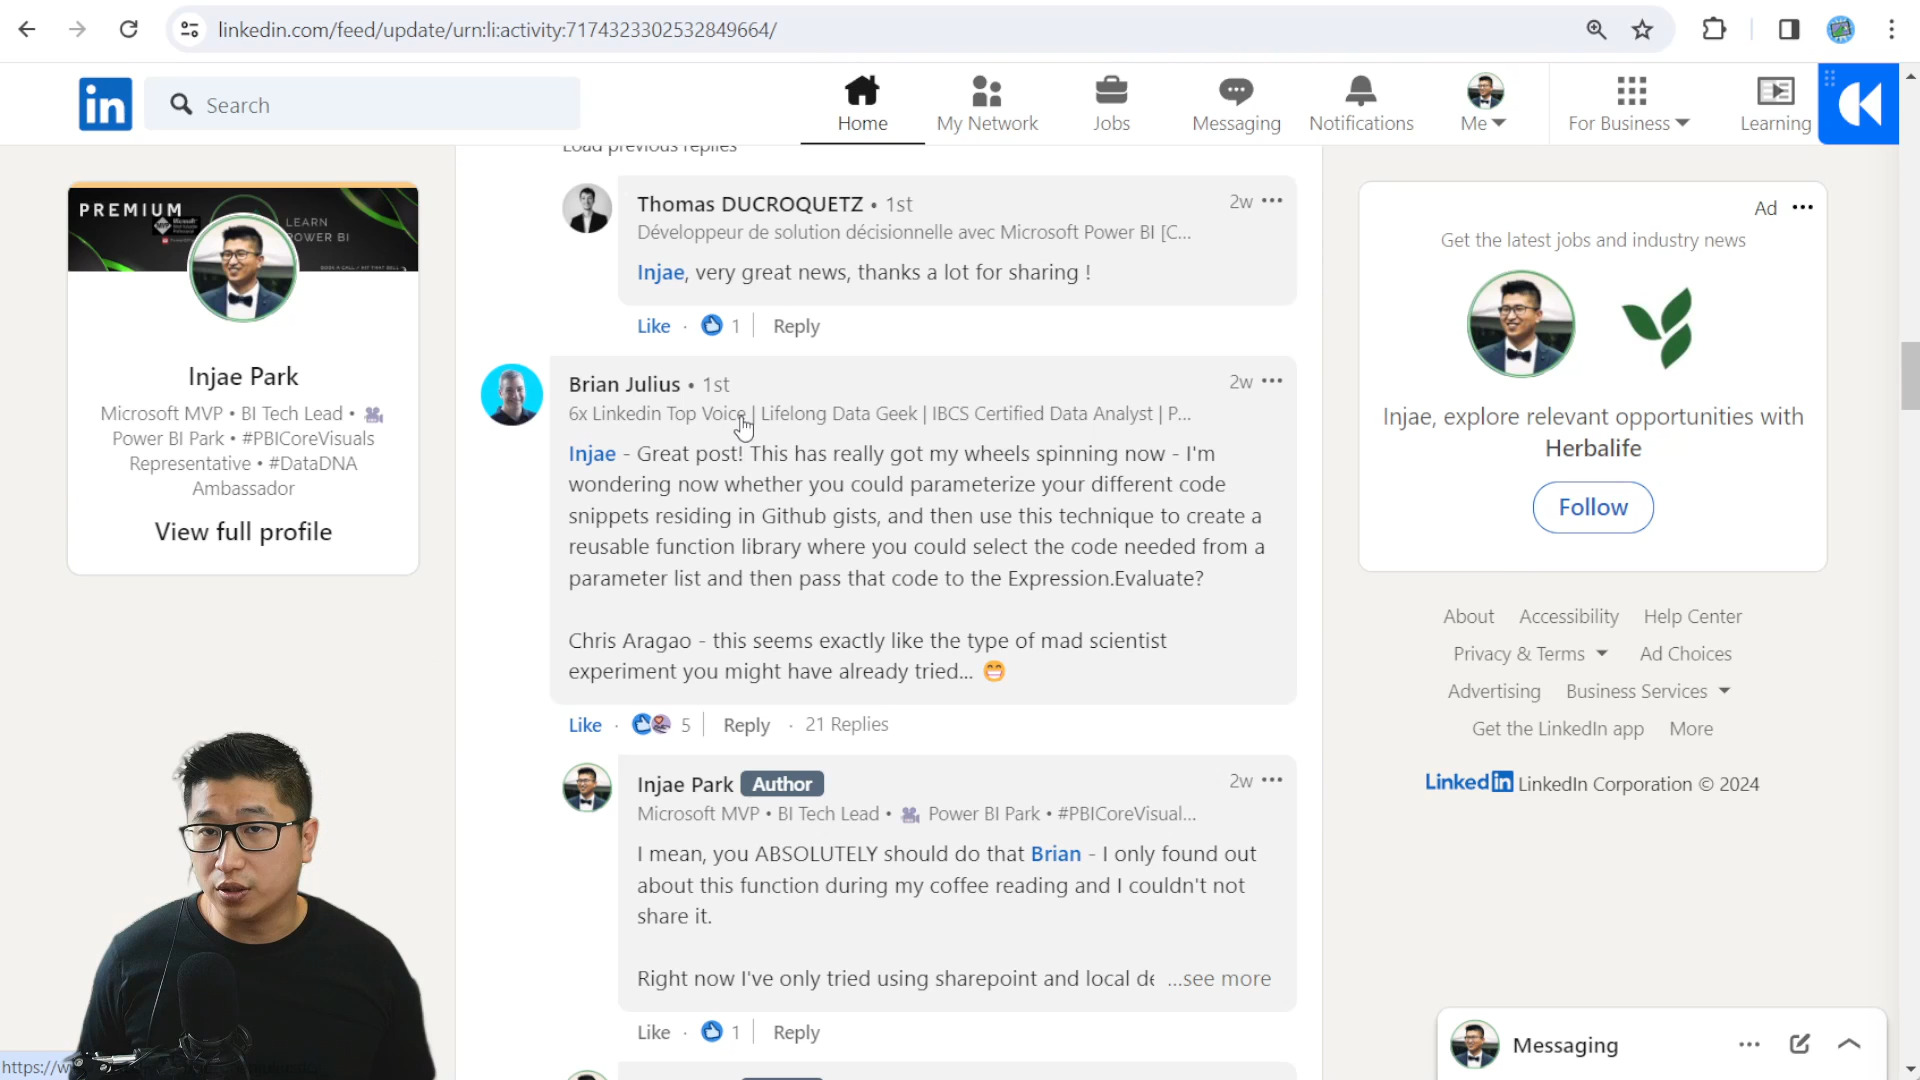 linkedin.com/feed/update/urn:li:activity:7174323302532849664/
in
Search
Home
My Network
Jobs
Messaging
Notifications
Me
For Business
Learning
Load previous replies
PREMIUM
LEARN
POWER BI
Injae Park
Microsoft MVP • BI Tech Lead • 🎥
Power BI Park • #PBICoreVisuals
Representative • #DataDNA
Ambassador
View full profile
Thomas DUCROQUETZ • 1st
2w
Développeur de solution décisionnelle avec Microsoft Power BI [C...
Injae, very great news, thanks a lot for sharing !
Like · 1 | Reply
Brian Julius • 1st
2w
6x Linkedin Top Voice | Lifelong Data Geek | IBCS Certified Data Analyst | P...
Injae - Great post! This has really got my wheels spinning now - I'm
wondering now whether you could parameterize your different code
snippets residing in Github gists, and then use this technique to create a
reusable function library where you could select the code needed from a
parameter list and then pass that code to the Expression.Evaluate?
Chris Aragao - this seems exactly like the type of mad scientist
experiment you might have already tried... 😁
Like · 5 | Reply · 21 Replies
Injae Park Author
2w
Microsoft MVP • BI Tech Lead • 🎥 Power BI Park • #PBICoreVisual...
I mean, you ABSOLUTELY should do that Brian - I only found out
about this function during my coffee reading and I couldn't not
share it.
Right now I've only tried using sharepoint and local de ...see more
Like · 1 | Reply
Ad
Get the latest jobs and industry news
Injae, explore relevant opportunities with
Herbalife
Follow
About Accessibility Help Center
Privacy & Terms Ad Choices
Advertising Business Services
Get the LinkedIn app More
LinkedIn LinkedIn Corporation © 2024
Messaging
https://w